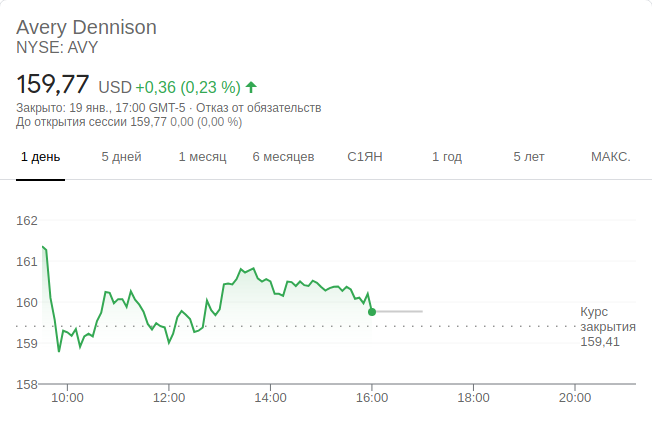 Avery Dennison
NYSE: AVY
159,77 USD +0,36 (0,23 %)
Закрыто: 19 янв., 17:00 GMT-5 · Отказ от обязательств
До открытия сессии 159,77 0,00 (0,00 %)
1 день 5 дней 1 месяц 6 месяцев С1ЯН 1 год 5 лет МАКС.
162
161
160
Курс
закрытия
159,41
159
158
10:00 12:00 14:00 16:00 18:00 20:00